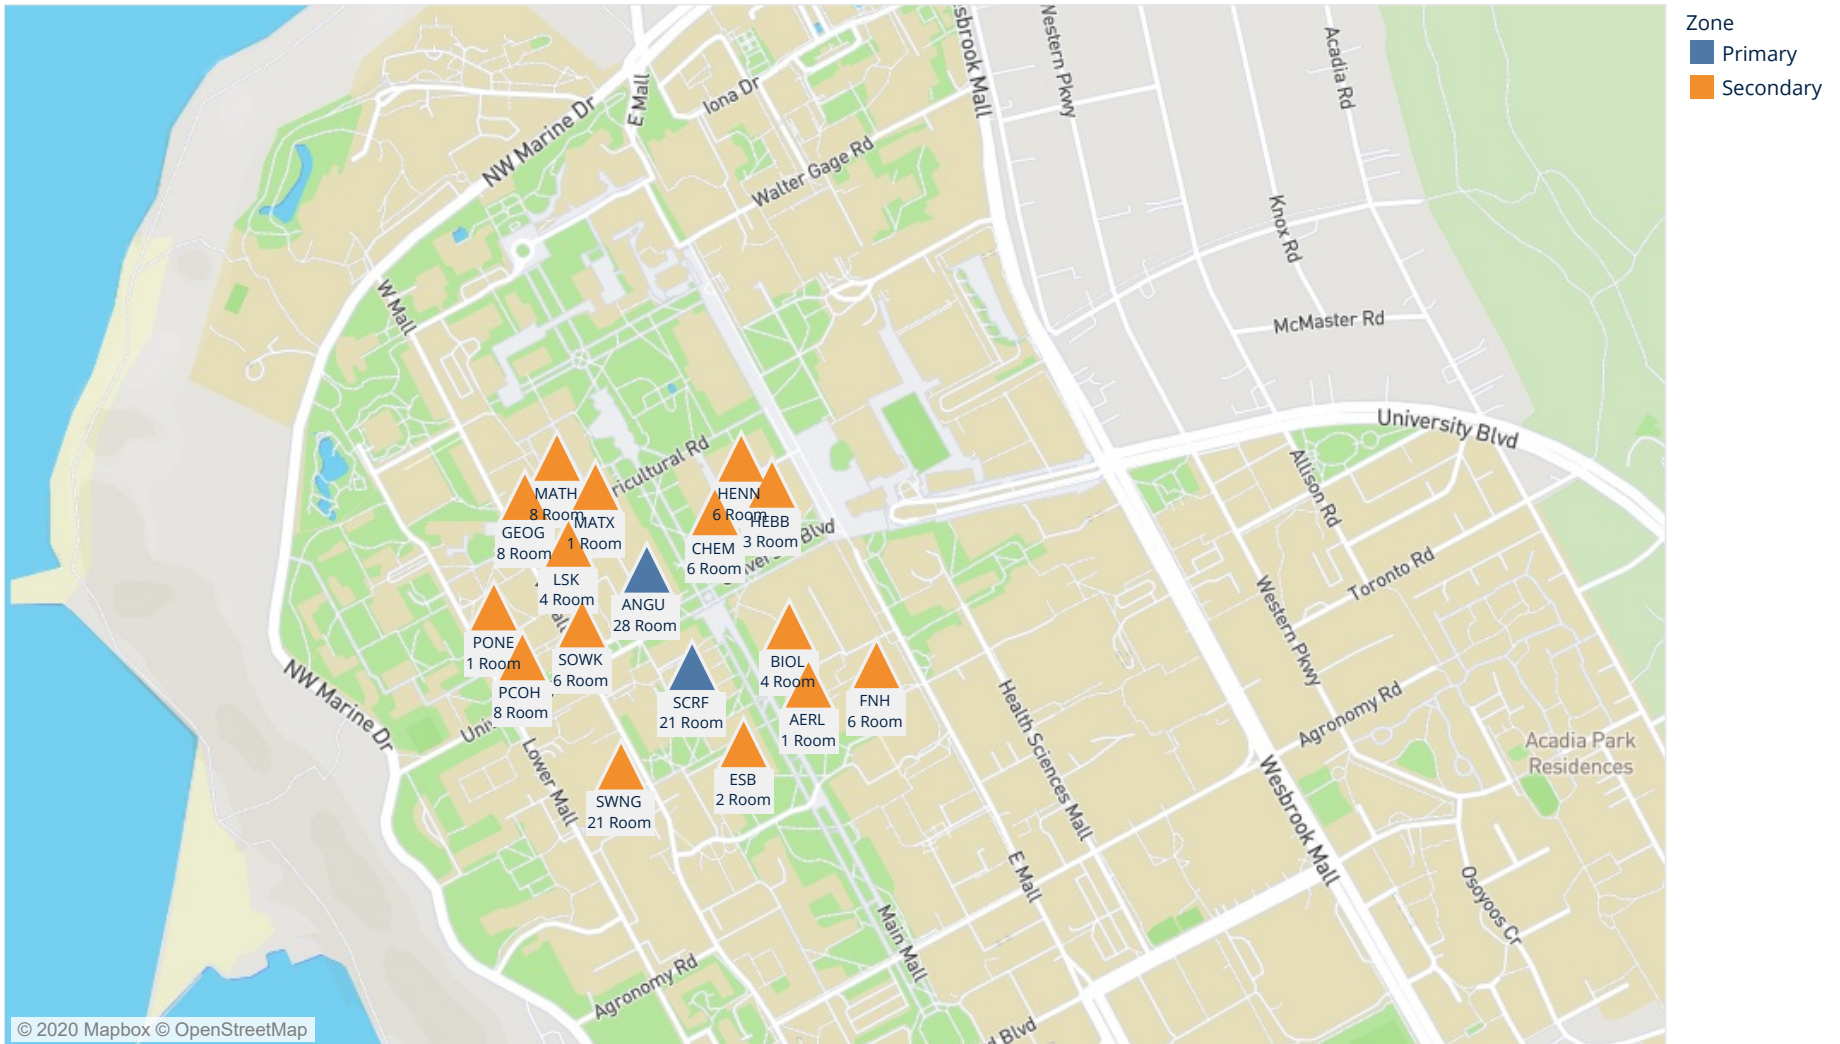 Zone
Primary
Secondary
E Mall
Iona Dr
NW Marine Dr
Walter Gage Rd
sbrook Mall
Western Pkwy
Acadia Rd
Knox Rd
McMaster Rd
W Mall
University Blvd
Allison Rd
Toronto Rd
Western Pkwy
ricultural Rd
MATH
8 Room
MATX
1 Room
GEOG
8 Room
HENN
6 Room
HEBB
3 Room
CHEM
6 Room
LSK
4 Room
ANGU
28 Room
PONE
1 Room
SOWK
6 Room
PCOH
8 Room
BIOL
4 Room
SCRF
21 Room
AERL
1 Room
FNH
6 Room
ESB
2 Room
SWNG
21 Room
NW Marine Dr
Lower Mall
Health Sciences Mall
Agronomy Rd
Acadia Park
Residences
Wesbrook Mall
E Mall
Osoyoos Cr
Main Mall
Agronomy Rd
Blvd
© 2020 Mapbox © OpenStreetMap